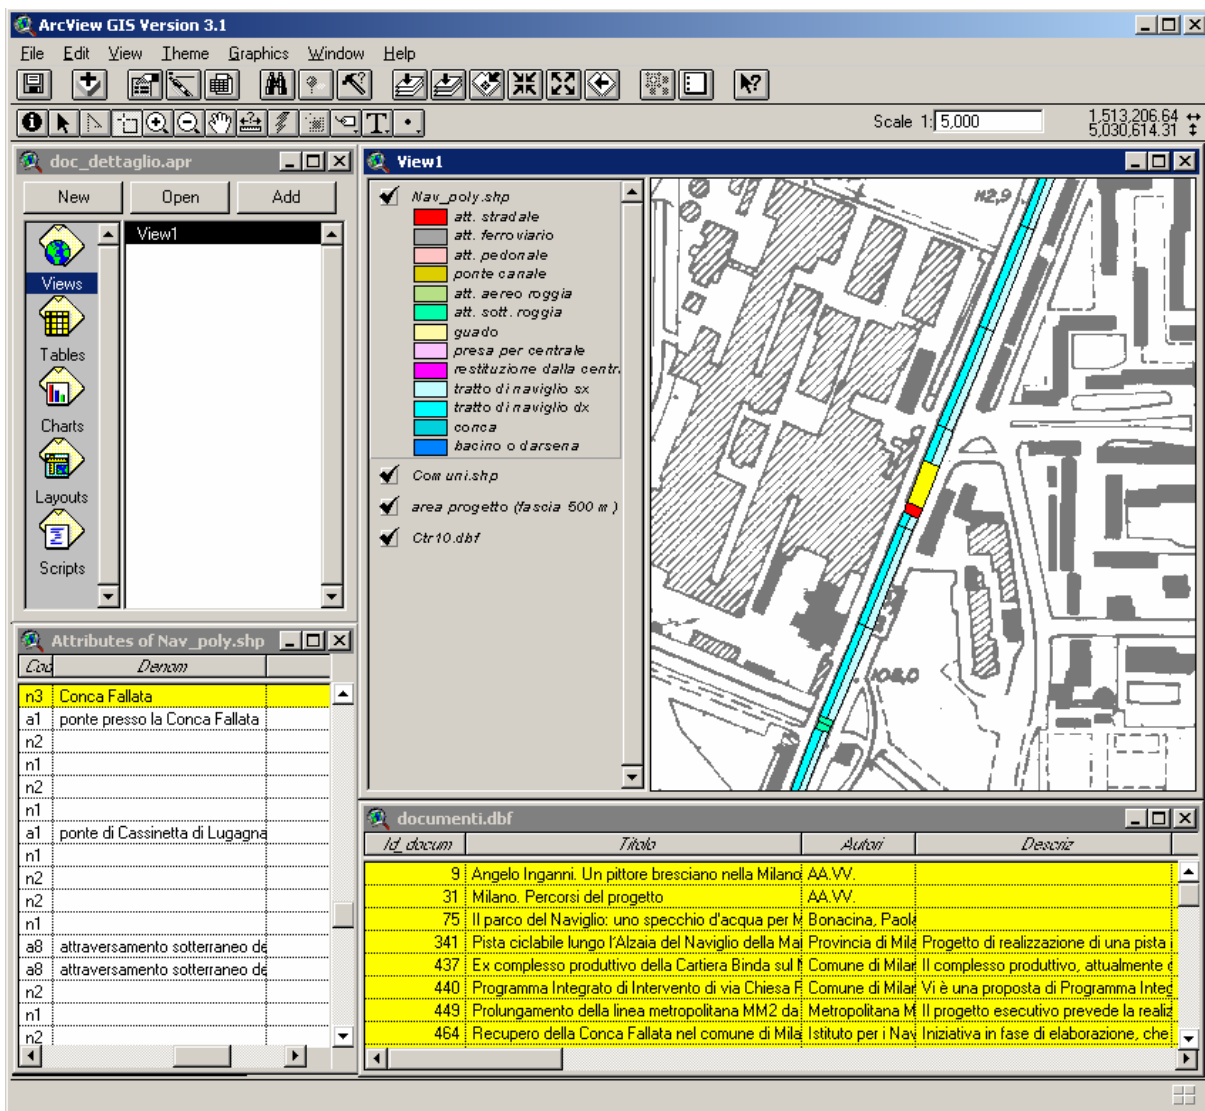 ArcView GIS Version 3.1
File Edit View Theme Graphics Window Help
Scale 1: 5,000
1,513,206.64
5,030,614.31
doc_dettaglio.apr
New Open Add
View1
Views
Tables
Charts
Layouts
Scripts
View1
Nav_poly.shp
att. stradale
att. ferroviario
att. pedonale
ponte canale
att. aereo roggia
att. sott. roggia
guado
presa per centrale
restituzione dalla centr.
tratto di naviglio sx
tratto di naviglio dx
conca
bacino o darsena
Comuni.shp
area progetto (fascia 500 m)
Ctr10.dbf
112,9
108,0
Attributes of Nav_poly.shp
Cod Denom
n3 Conca Fallata
a1 ponte presso la Conca Fallata
n2
n1
n2
n1
a1 ponte di Cassinetta di Lugagna
n1
n2
n2
n1
a8 attraversamento sotterraneo de
a8 attraversamento sotterraneo de
n2
n1
n2
documenti.dbf
Id_docum Titolo Autori Descriz
9 Angelo Inganni. Un pittore bresciano nella Milano AA.VV.
31 Milano. Percorsi del progetto AA.VV.
75 Il parco del Naviglio: uno specchio d'acqua per M Bonacina, Paola
341 Pista ciclabile lungo l'Alzaia del Naviglio della Mar Provincia di Mila Progetto di realizzazione di una pista
437 Ex complesso produttivo della Cartiera Binda sul N Comune di Milan Il complesso produttivo, attualmente
440 Programma Integrato di Intervento di via Chiesa F Comune di Milan Vi è una proposta di Programma Integ
449 Prolungamento della linea metropolitana MM2 da Metropolitana M Il progetto esecutivo prevede la realiz
464 Recupero della Conca Fallata nel comune di Mila Istituto per i Nav Iniziativa in fase di elaborazione, che